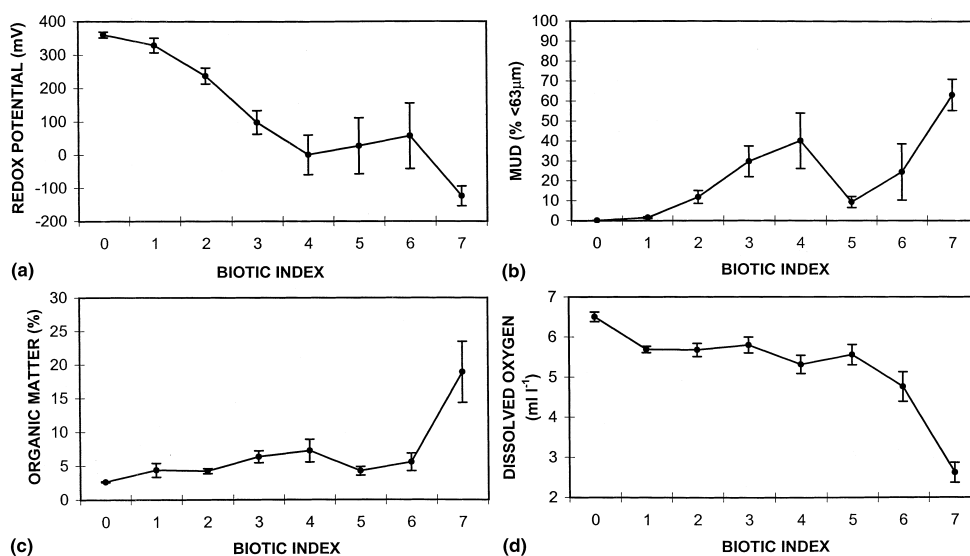 REDOX POTENTIAL (mV)
400
300
200
100
0
-100
-200
0 1 2 3 4 5 6 7
(a)
BIOTIC INDEX
MUD (% <63μm)
100
90
80
70
60
50
40
30
20
10
0
0 1 2 3 4 5 6 7
(b)
BIOTIC INDEX
ORGANIC MATTER (%)
30
25
20
15
10
5
0
0 1 2 3 4 5 6 7
(c)
BIOTIC INDEX
DISSOLVED OXYGEN
(ml l⁻¹)
7
6
5
4
3
2
0 1 2 3 4 5 6 7
(d)
BIOTIC INDEX